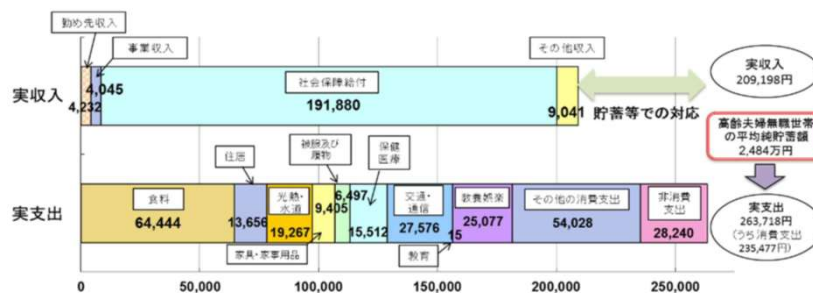 勤め先収入
事業収入
その他収入
実収入
4,232
4,045
社会保障給付
191,880
9,041
貯蓄等での対応
実収入
209,198円
高齢夫婦無職世帯
の平均純貯蓄額
2,484万円
実支出
263,718円
(うち消費支出
235,477円)
住居
被服及び
履物
保健
医療
実支出
食料
64,444
13,656
光熱・
水道
19,267
9,405
6,497
15,512
交通・
通信
27,576
15
教養娯楽
25,077
その他の消費支出
54,028
非消費
支出
28,240
家具・家事用品
教育
0
50,000
100,000
150,000
200,000
250,000